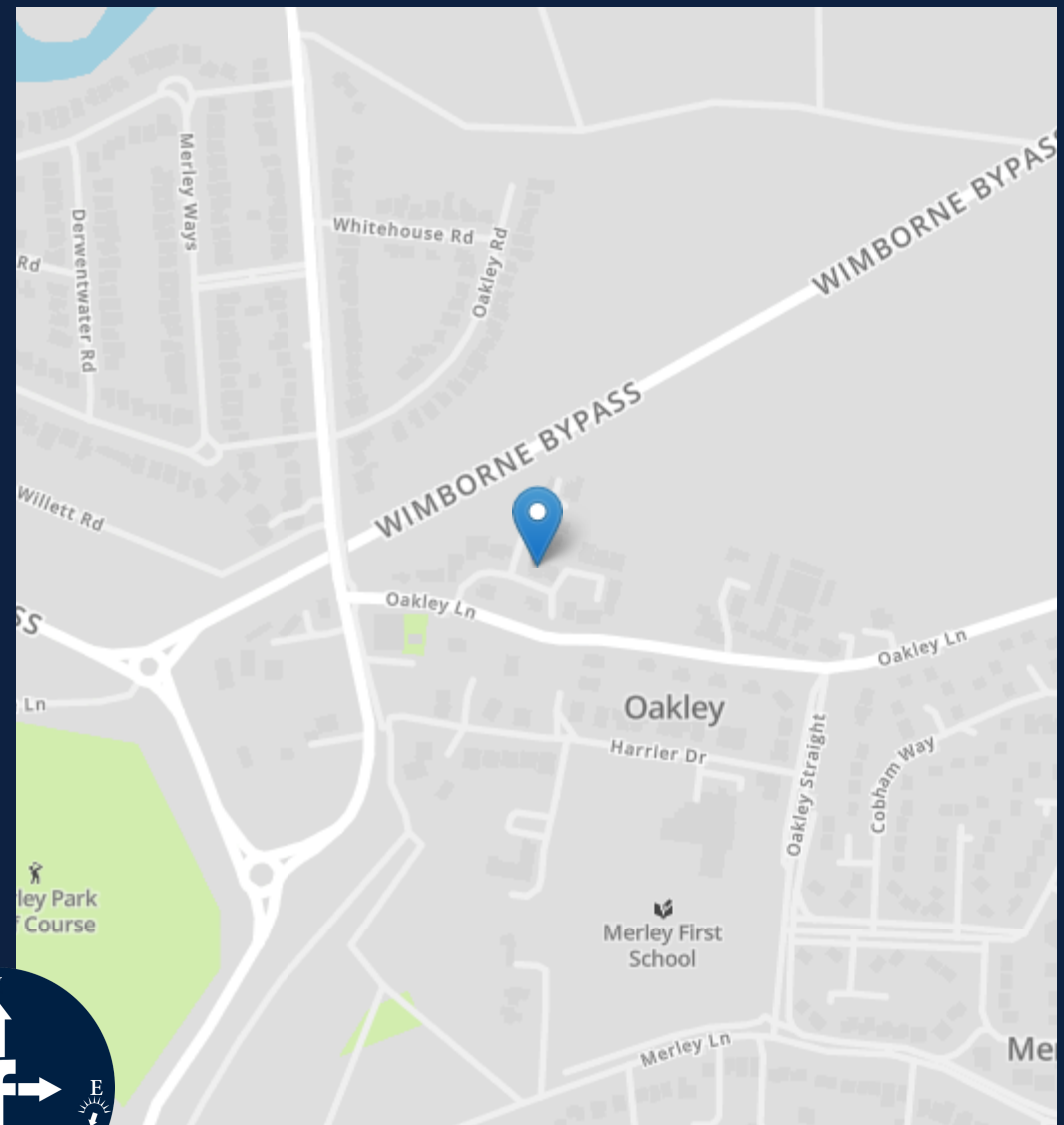 WIMBORNE BYPASS
Merley Ways
Whitehouse Rd
Oakley Rd
Derwentwater Rd
Rd
WIMBORNE BYPASS
Willett Rd
Oakley Ln
SS
Oakley Ln
Ln
Oakley
Harrier Dr
Oakley Straight
Cobham Way
ley Park
Course
Merley First
School
Merley Ln
Me
E